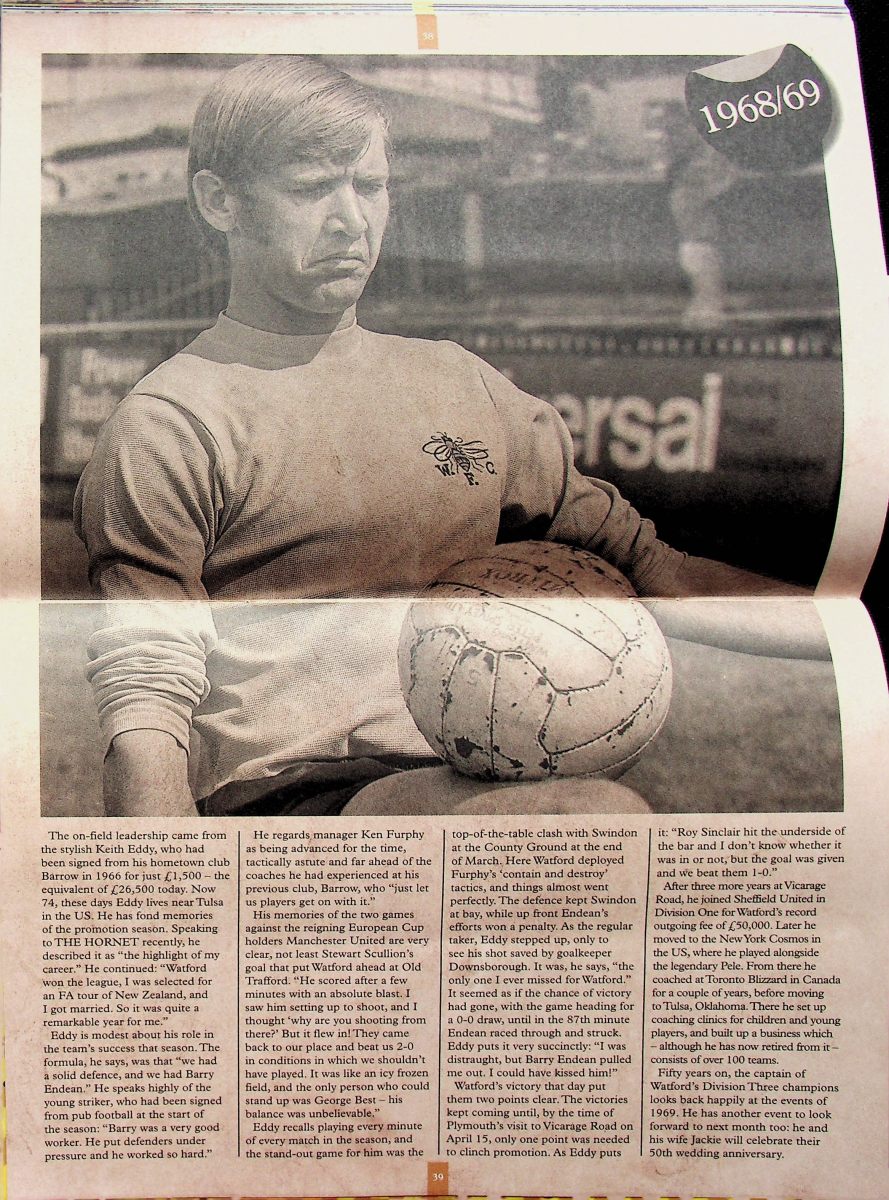 38
1968/69
ersal
W. F. C.
The on-field leadership came from
the stylish Keith Eddy, who had
been signed from his hometown club
Barrow in 1966 for just £1,500 – the
equivalent of £26,500 today. Now
74, these days Eddy lives near Tulsa
in the US. He has fond memories
of the promotion season. Speaking
to THE HORNET recently, he
described it as “the highlight of my
career.” He continued: “Watford
won the league, I was selected for
an FA tour of New Zealand, and
I got married. So it was quite a
remarkable year for me.”
Eddy is modest about his role in
the team’s success that season. The
formula, he says, was that “we had
a solid defence, and we had Barry
Endean.” He speaks highly of the
young striker, who had been signed
from pub football at the start of
the season: “Barry was a very good
worker. He put defenders under
pressure and he worked so hard.”
He regards manager Ken Furphy
as being advanced for the time,
tactically astute and far ahead of the
coaches he had experienced at his
previous club, Barrow, who “just let
us players get on with it.”
His memories of the two games
against the reigning European Cup
holders Manchester United are very
clear, not least Stewart Scullion’s
goal that put Watford ahead at Old
Trafford. “He scored after a few
minutes with an absolute blast. I
saw him setting up to shoot, and I
thought ‘why are you shooting from
there?’ But it flew in! They came
back to our place and beat us 2-0
in conditions in which we shouldn’t
have played. It was like an icy frozen
field, and the only person who could
stand up was George Best – his
balance was unbelievable.”
Eddy recalls playing every minute
of every match in the season, and
the stand-out game for him was the
top-of-the-table clash with Swindon
at the County Ground at the end
of March. Here Watford deployed
Furphy’s ‘contain and destroy’
tactics, and things almost went
perfectly. The defence kept Swindon
at bay, while up front Endean’s
efforts won a penalty. As the regular
taker, Eddy stepped up, only to
see his shot saved by goalkeeper
Downsborough. It was, he says, “the
only one I ever missed for Watford.”
It seemed as if the chance of victory
had gone, with the game heading for
a 0-0 draw, until in the 87th minute
Endean raced through and struck.
Eddy puts it very succinctly: “I was
distraught, but Barry Endean pulled
me out. I could have kissed him!”
Watford’s victory that day put
them two points clear. The victories
kept coming until, by the time of
Plymouth’s visit to Vicarage Road on
April 15, only one point was needed
to clinch promotion. As Eddy puts
it: “Roy Sinclair hit the underside of
the bar and I don’t know whether it
was in or not, but the goal was given
and we beat them 1-0.”
After three more years at Vicarage
Road, he joined Sheffield United in
Division One for Watford’s record
outgoing fee of £50,000. Later he
moved to the New York Cosmos in
the US, where he played alongside
the legendary Pele. From there he
coached at Toronto Blizzard in Canada
for a couple of years, before moving
to Tulsa, Oklahoma. There he set up
coaching clinics for children and young
players, and built up a business which
– although he has now retired from it –
consists of over 100 teams.
Fifty years on, the captain of
Watford’s Division Three champions
looks back happily at the events of
1969. He has another event to look
forward to next month too: he and
his wife Jackie will celebrate their
50th wedding anniversary.
39